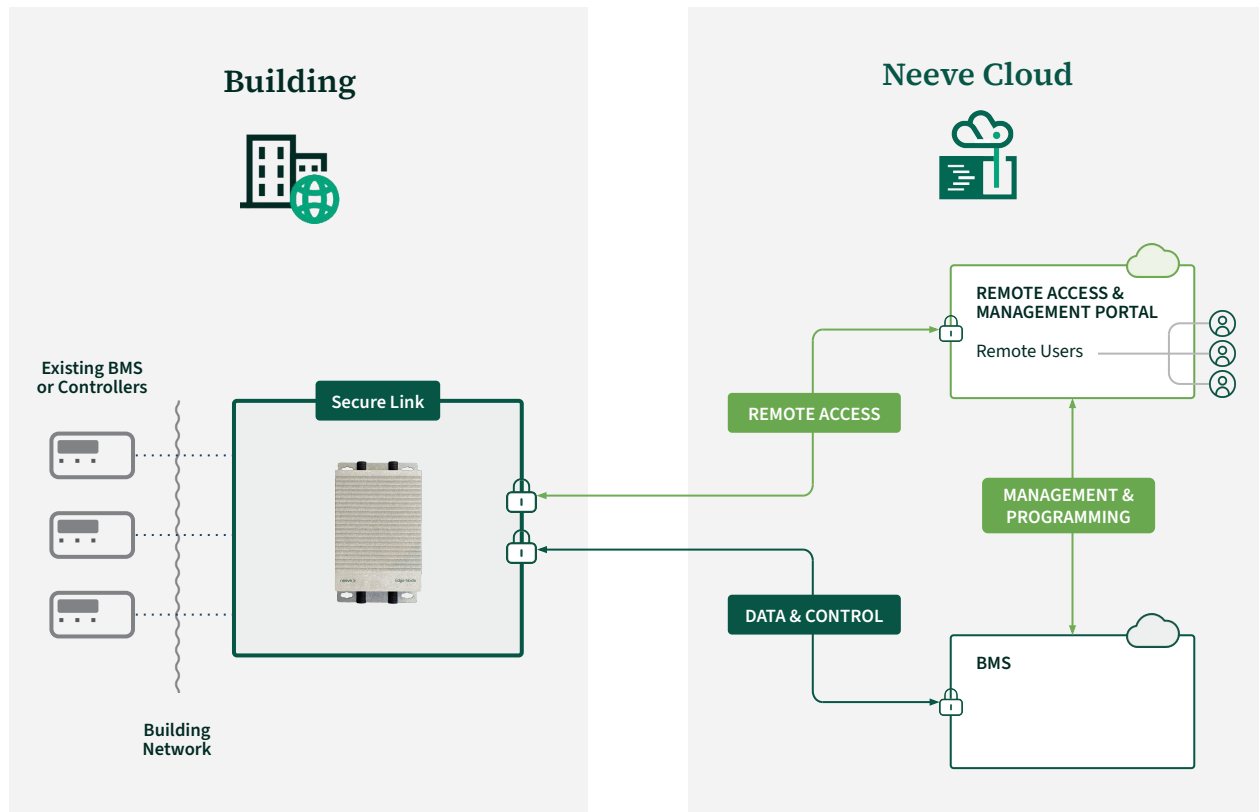 Building
Neeve Cloud
REMOTE ACCESS &
MANAGEMENT PORTAL
Remote Users
Existing BMS
or Controllers
Secure Link
REMOTE ACCESS
MANAGEMENT &
PROGRAMMING
DATA & CONTROL
BMS
Building
Network